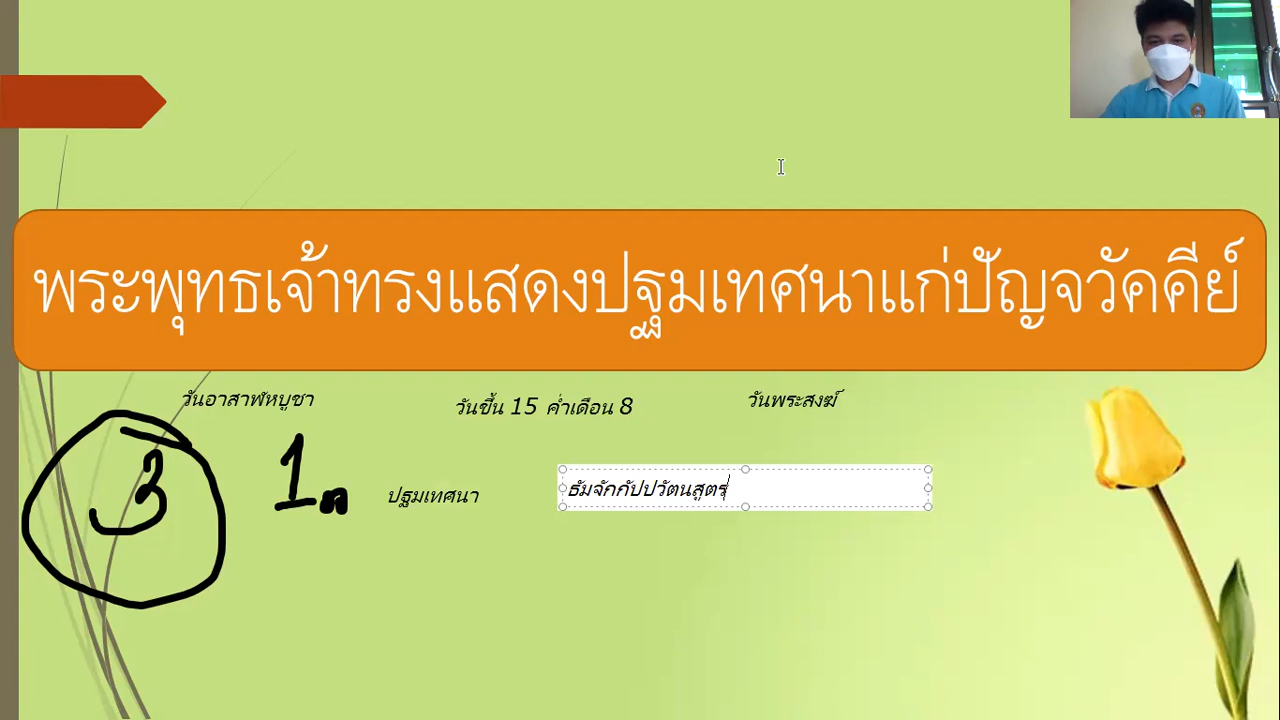 พระพุทธเจ้าทรงแสดงปฐมเทศนาแก่ปัญจวัคคีย์
วันอาสาฬหบูชา วันขึ้น 15 ค่ำเดือน 8 วันพระสงฆ์
3 1. ปฐมเทศนา ธัมจักกัปปวัตนสูตร